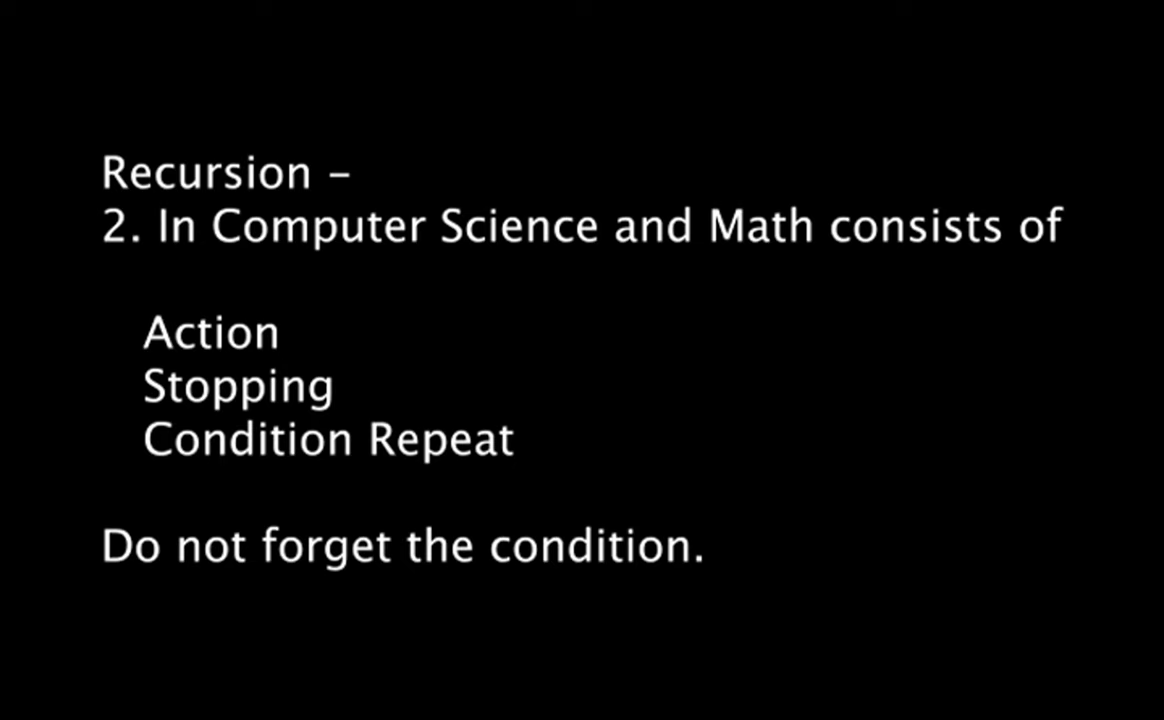 Recursion –
2. In Computer Science and Math consists of
Action
Stopping
Condition Repeat
Do not forget the condition.